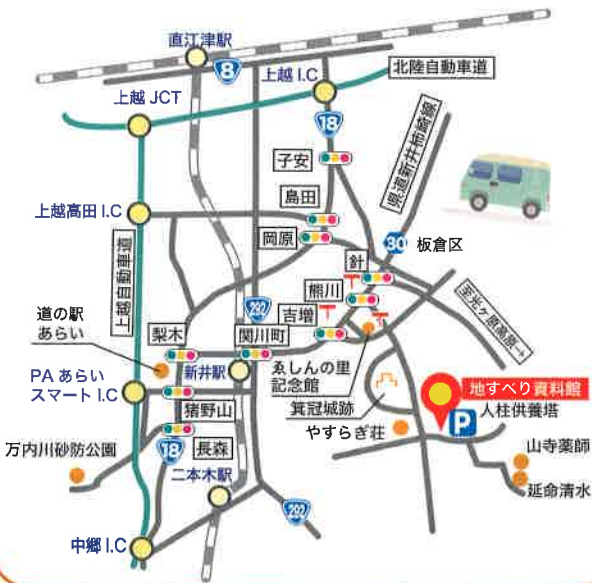 直江津駅
8
上越 I.C
北陸自動車道
上越 JCT
18
県道新井柿崎線
子安
島田
上越高田 I.C
岡原
30
板倉区
針
上越自動車道
熊川
至光ヶ原高原→
292
吉増
道の駅
あらい
梨木
関川町
ゑしんの里
記念館
新井駅
PA あらい
スマート I.C
箕冠城跡
地すべり資料館
猪野山
人柱供養塔
P
やすらぎ荘
万内川砂防公園
18
長森
山寺薬師
二本木駅
延命清水
292
中郷 I.C